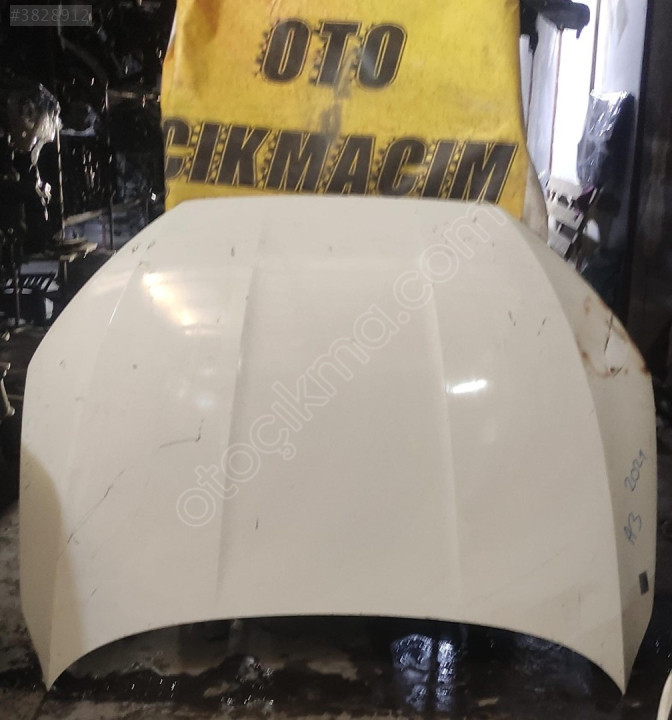 #3828912
OTO
ÇIKMACIM
otoçıkma.com
A3 2021